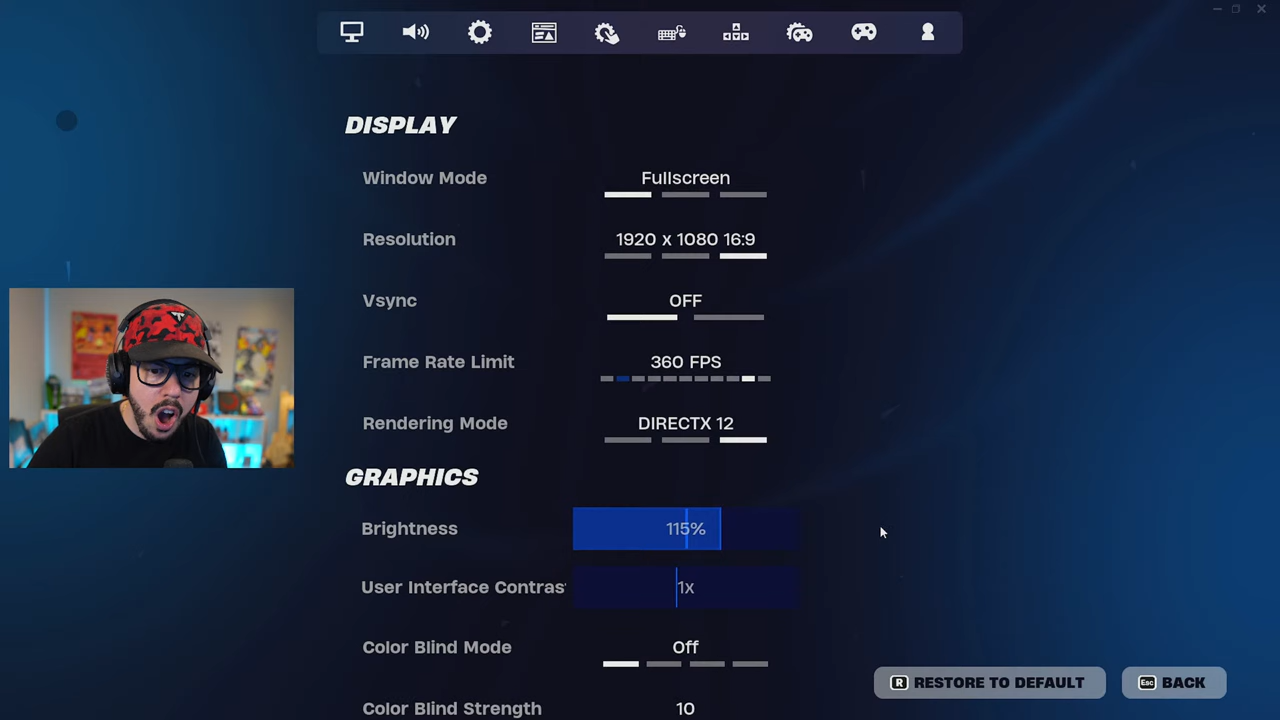 DISPLAY
Window Mode
Fullscreen
Resolution
1920 x 1080 16:9
Vsync
OFF
Frame Rate Limit
360 FPS
Rendering Mode
DIRECTX 12
GRAPHICS
Brightness
115%
User Interface Contras
1x
Color Blind Mode
Off
Color Blind Strength
10
R RESTORE TO DEFAULT
Esc BACK